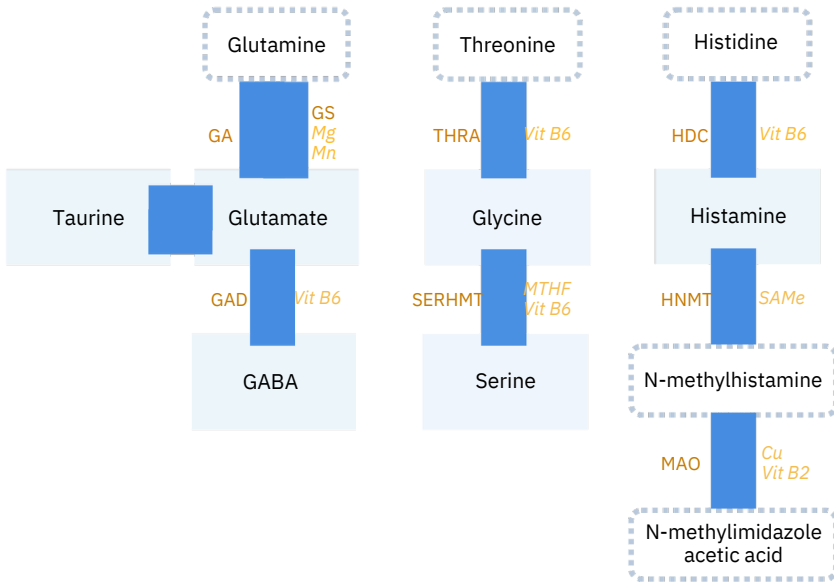 Glutamine
GA
GS
Mg
Mn
Taurine
Glutamate
GAD
Vit B6
GABA
Threonine
THRA
Vit B6
Glycine
SERHMT
MTHF
Vit B6
Serine
Histidine
HDC
Vit B6
Histamine
HNMT
SAMe
N-methylhistamine
MAO
Cu
Vit B2
N-methylimidazole
acetic acid